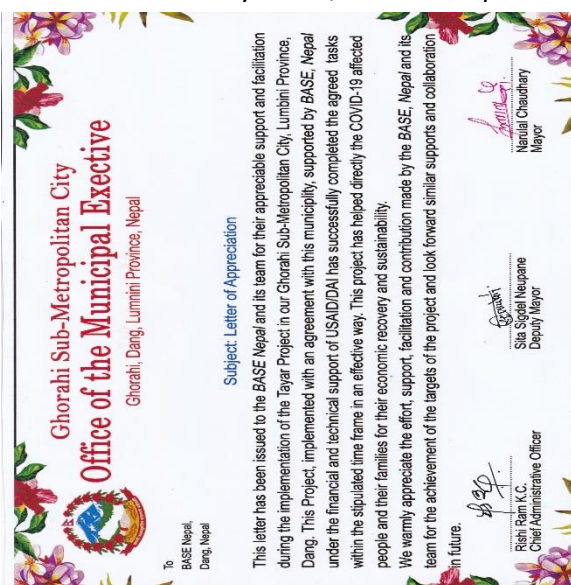 Ghorahi Sub-Metropolitan City
Office of the Municipal Exective
Ghorahi, Dang, Lumnini Province, Nepal
To
BASE Nepal,
Dang, Nepal
Subject: Letter of Appreciation
This letter has been issued to the BASE Nepal and its team for their appreciable support and facilitation
during the implementation of the Tayar Project in our Ghorahi Sub-Metropolitan City, Lumbini Province,
Dang. This Project, implemented with an agreement with this municiplity, supported by BASE, Nepal
under the financial and technical support of USAID/DAI has successfully completed the agreed tasks
within the stipulated time frame in an effective way. This project has helped directly the COVID-19 affected
people and their families for their economic recovery and sustainability.
We warmly appreciate the effort, support, facilitation and contribution made by the BASE, Nepal and its
team for the achievement of the targets of the project and look forward similar supports and collaboration
in future.
Rishi Ram K.C.
Chief Administrative Officer
Sita Sigdel Neupane
Deputy Mayor
Narulal Chaudhary
Mayor